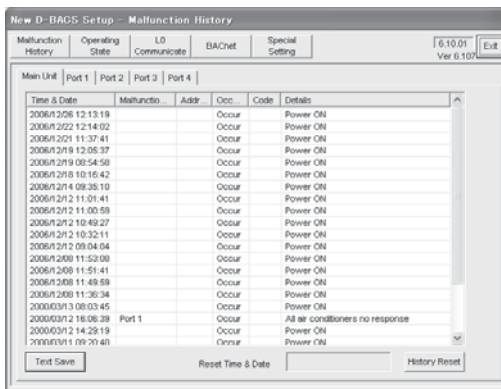 New D-BACS Setup - Malfunction History
Malfunction History Operating State L0 Communicate BACnet Special Setting 6.10.01 Ver 6.107 Exit
Main Unit Port 1 Port 2 Port 3 Port 4
Time & Date Malfunctio... Addr... Occ... Code Details
2006/12/26 12:13:19 Occur Power ON
2006/12/22 12:14:02 Occur Power ON
2006/12/21 11:37:41 Occur Power ON
2006/12/19 12:05:37 Occur Power ON
2006/12/19 08:54:58 Occur Power ON
2006/12/18 10:16:42 Occur Power ON
2006/12/14 09:35:10 Occur Power ON
2006/12/12 11:01:41 Occur Power ON
2006/12/12 11:00:59 Occur Power ON
2006/12/12 10:49:27 Occur Power ON
2006/12/12 10:32:11 Occur Power ON
2006/12/12 09:04:04 Occur Power ON
2006/12/08 11:53:08 Occur Power ON
2006/12/08 11:51:41 Occur Power ON
2006/12/08 11:49:59 Occur Power ON
2006/12/08 11:36:34 Occur Power ON
2000/03/13 08:03:45 Occur Power ON
2000/03/12 16:06:39 Port 1 Occur All air conditioners no response
2000/03/12 14:29:19 Occur Power ON
2000/03/11 09:20:40 Occur Power ON
Text Save Reset Time & Date History Reset